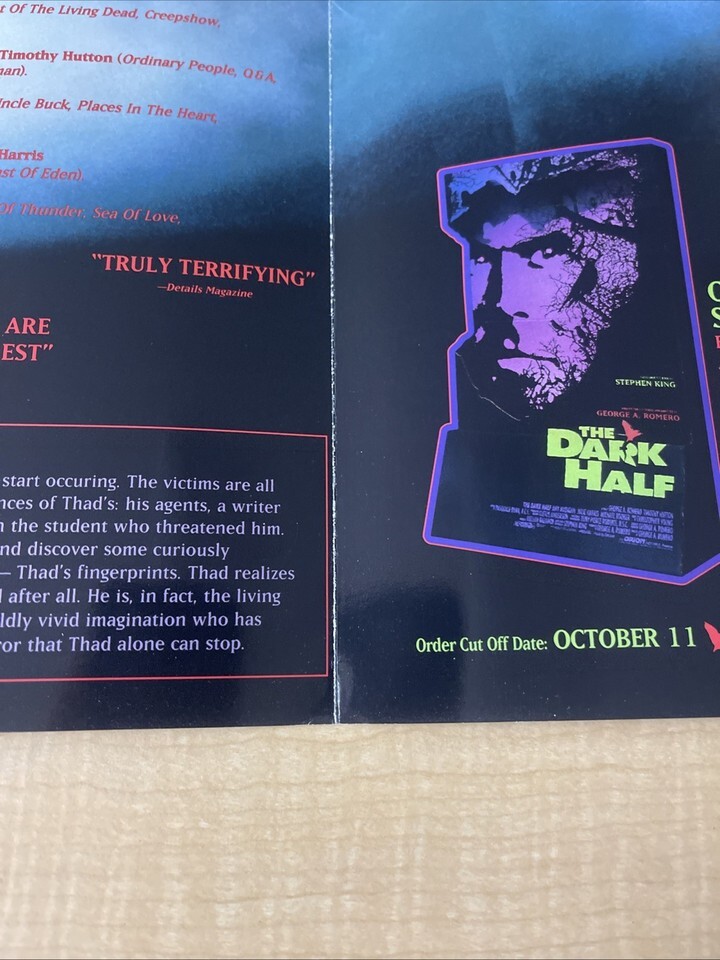 t Of The Living Dead, Creepshow,
Timothy Hutton (Ordinary People, Q&A,
nan).
ncle Buck, Places In The Heart,
Harris
st Of Eden).
Of Thunder, Sea Of Love,
"TRULY TERRIFYING"
—Details Magazine
ARE
EST"
start occuring. The victims are all
nces of Thad's: his agents, a writer
n the student who threatened him.
nd discover some curiously
— Thad's fingerprints. Thad realizes
l after all. He is, in fact, the living
ldly vivid imagination who has
ror that Thad alone can stop.
STEPHEN KING
GEORGE A. ROMERO
THE
DARK
HALF
Order Cut Off Date: OCTOBER 11